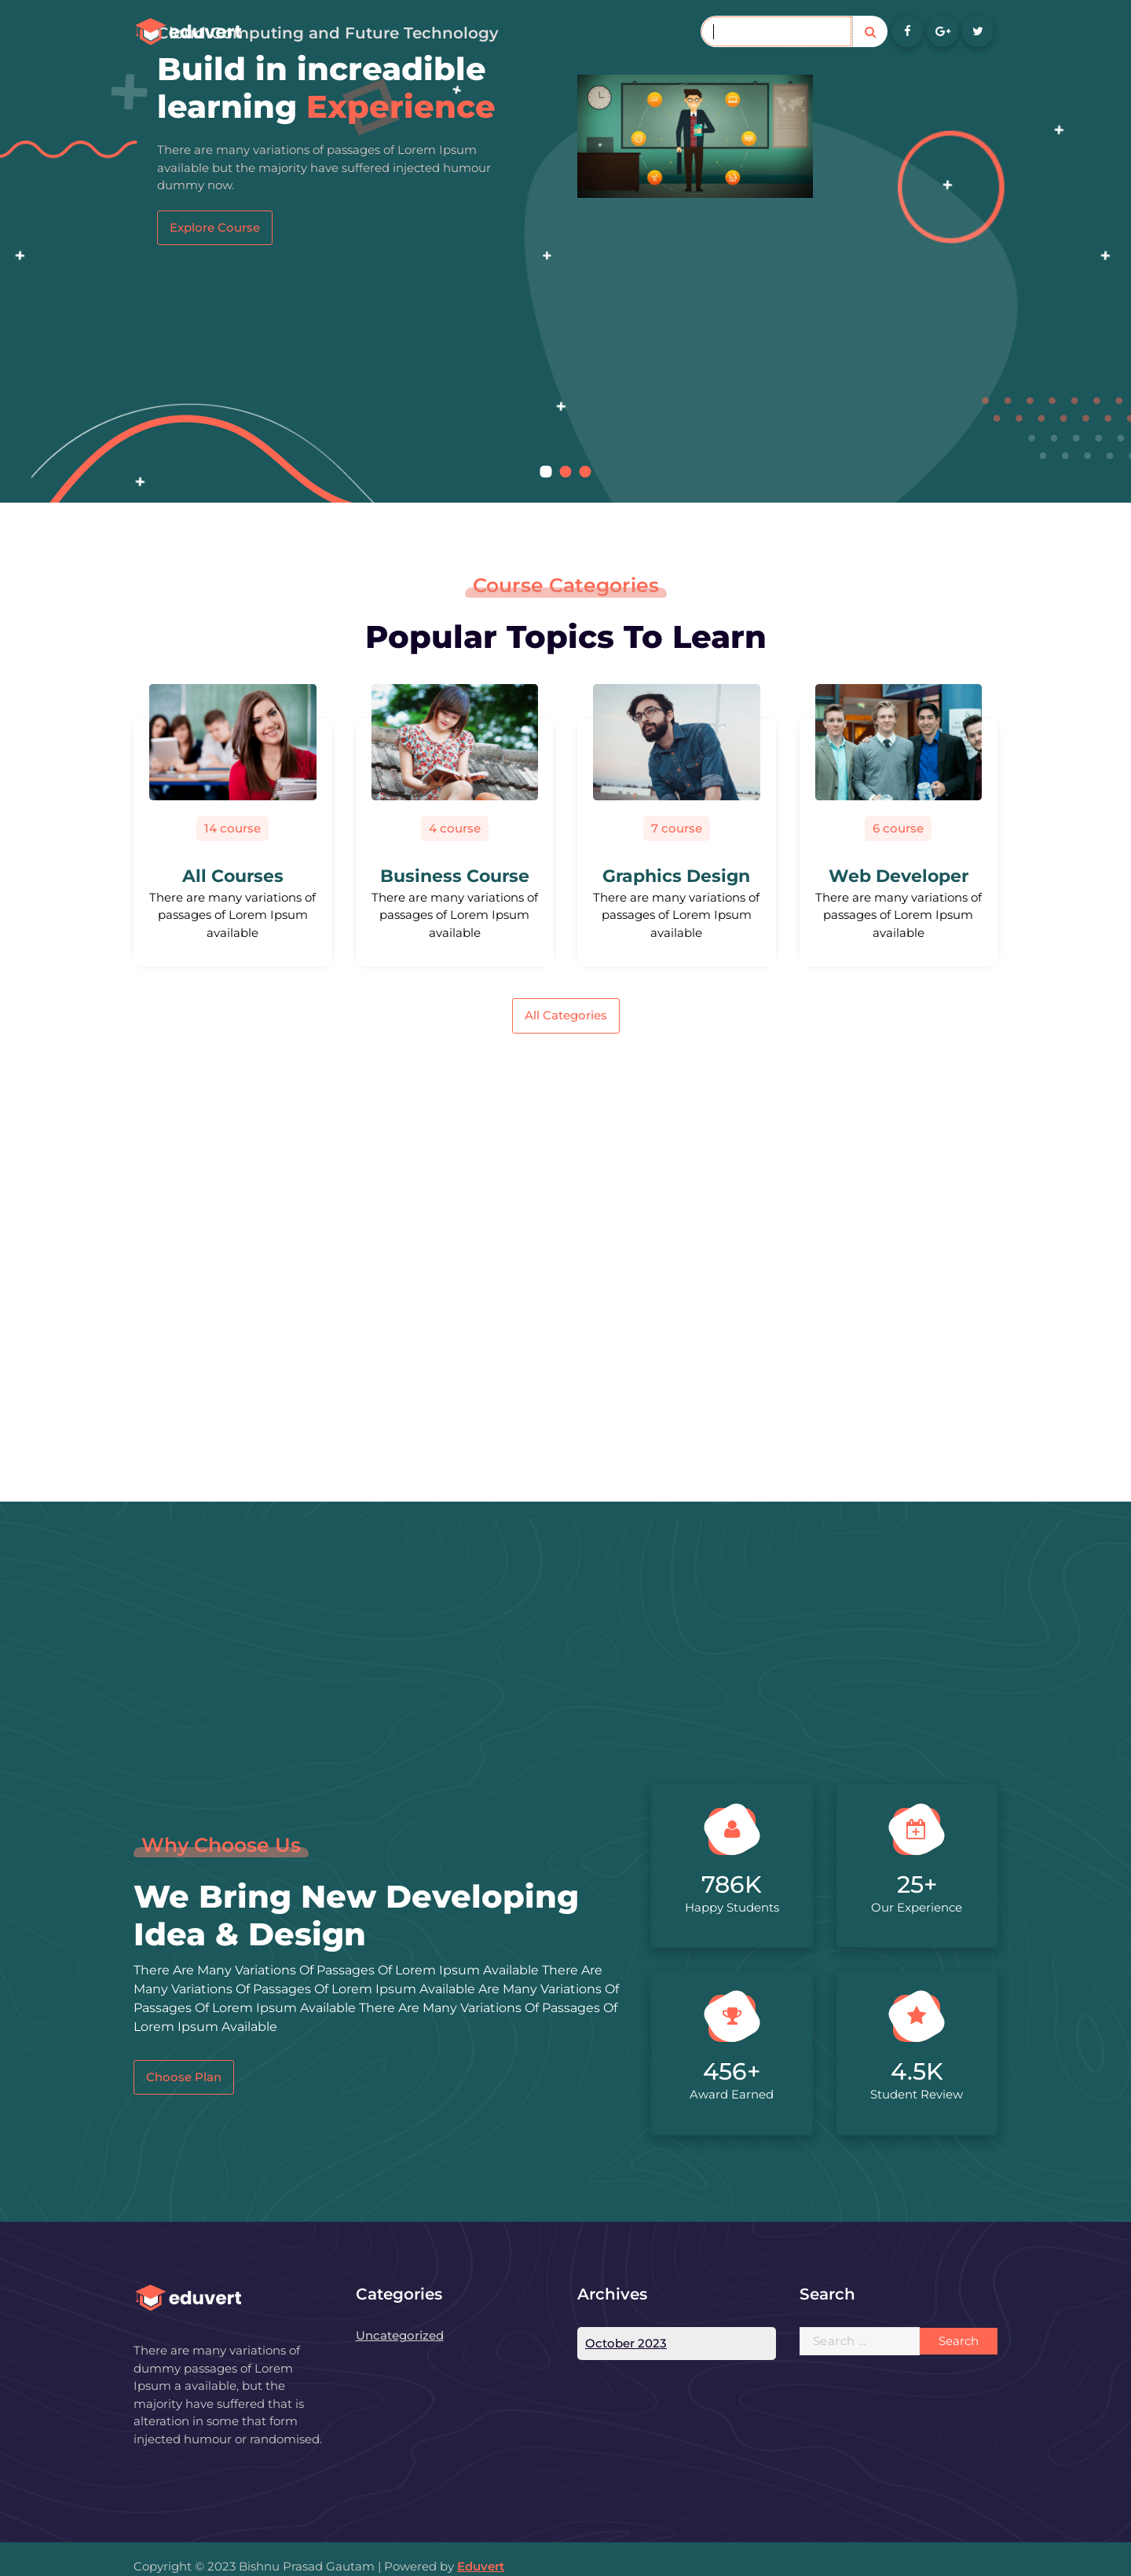 eduvert
Cloud Computing and Future Technology
Build in increadible
learning Experience
There are many variations of passages of Lorem Ipsum
available but the majority have suffered injected humour
dummy now.
Explore Course
Course Categories
Popular Topics To Learn
14 course
All Courses
There are many variations of
passages of Lorem Ipsum
available
4 course
Business Course
There are many variations of
passages of Lorem Ipsum
available
7 course
Graphics Design
There are many variations of
passages of Lorem Ipsum
available
6 course
Web Developer
There are many variations of
passages of Lorem Ipsum
available
All Categories
Why Choose Us
We Bring New Developing
Idea & Design
There Are Many Variations Of Passages Of Lorem Ipsum Available There Are
Many Variations Of Passages Of Lorem Ipsum Available Are Many Variations Of
Passages Of Lorem Ipsum Available There Are Many Variations Of Passages Of
Lorem Ipsum Available
Choose Plan
786K
Happy Students
25+
Our Experience
456+
Award Earned
4.5K
Student Review
eduvert
There are many variations of
dummy passages of Lorem
Ipsum a available, but the
majority have suffered that is
alteration in some that form
injected humour or randomised.
Categories
Uncategorized
Archives
October 2023
Search
Search ...
Search
Copyright © 2023 Bishnu Prasad Gautam | Powered by Eduvert